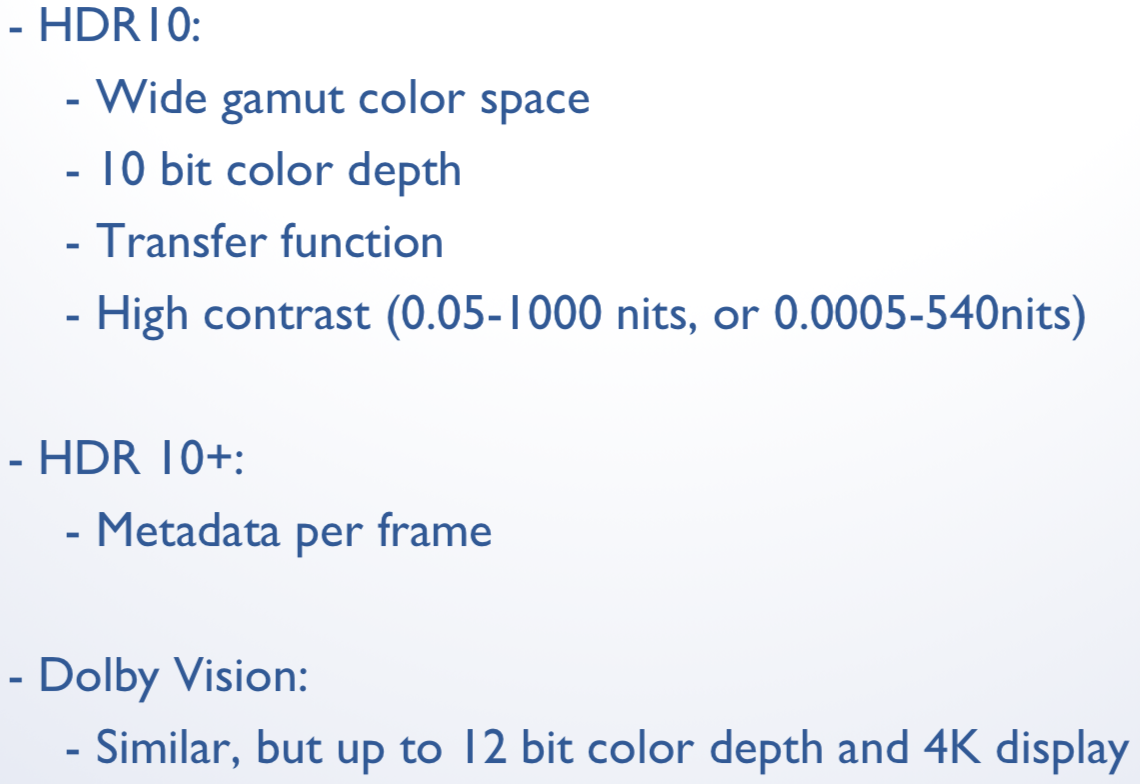 - HDR10:
- Wide gamut color space
- 10 bit color depth
- Transfer function
- High contrast (0.05-1000 nits, or 0.0005-540nits)
- HDR 10+:
- Metadata per frame
- Dolby Vision:
- Similar, but up to 12 bit color depth and 4K display